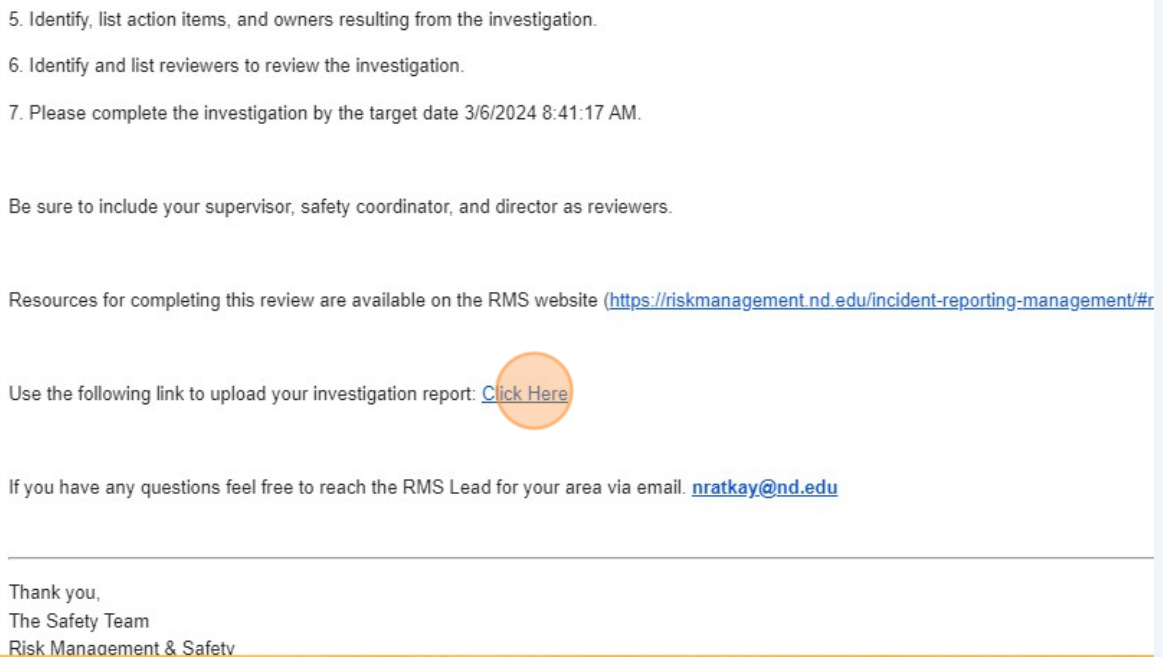 5. Identify, list action items, and owners resulting from the investigation.
6. Identify and list reviewers to review the investigation.
7. Please complete the investigation by the target date 3/6/2024 8:41:17 AM.
Be sure to include your supervisor, safety coordinator, and director as reviewers.
Resources for completing this review are available on the RMS website (https://riskmanagement.nd.edu/incident-reporting-management/#r
Use the following link to upload your investigation report: Click Here
If you have any questions feel free to reach the RMS Lead for your area via email. nratkay@nd.edu
Thank you,
The Safety Team
Risk Management & Safety